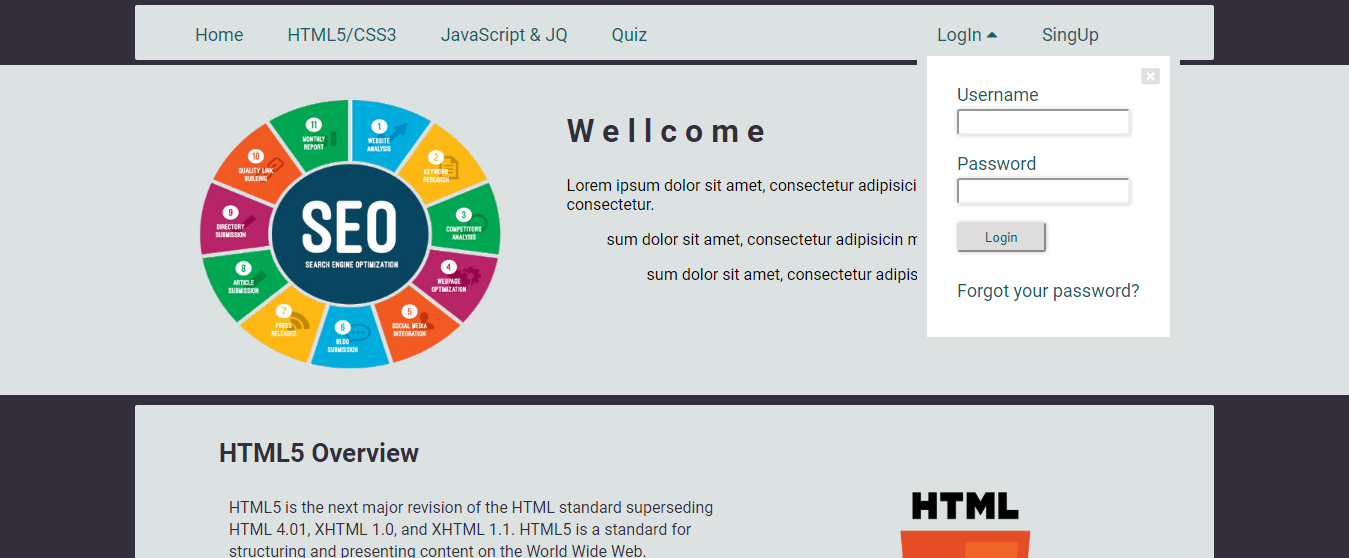 Home HTML5/CSS3 JavaScript & JQ Quiz LogIn SingUp
Username
Password
Login
Forgot your password?
Wellcome
Lorem ipsum dolor sit amet, consectetur adipisici
consectetur.
sum dolor sit amet, consectetur adipisicin
sum dolor sit amet, consectetur adipis
SEO
SEARCH ENGINE OPTIMIZATION
1
WEBSITE
ANALYSIS
2
KEYWORD
RESEARCH
3
COMPETITORS
ANALYSIS
4
WEBPAGE
OPTIMIZATION
5
SOCIAL MEDIA
INTEGRATION
6
BLOG
SUBMISSION
7
PRESS
RELEASES
8
ARTICLE
SUBMISSION
9
DIRECTORY
SUBMISSION
10
QUALITY LINK
BUILDING
11
MONTHLY
REPORT
HTML5 Overview
HTML5 is the next major revision of the HTML standard superseding
HTML 4.01, XHTML 1.0, and XHTML 1.1. HTML5 is a standard for
structuring and presenting content on the World Wide Web.
HTML